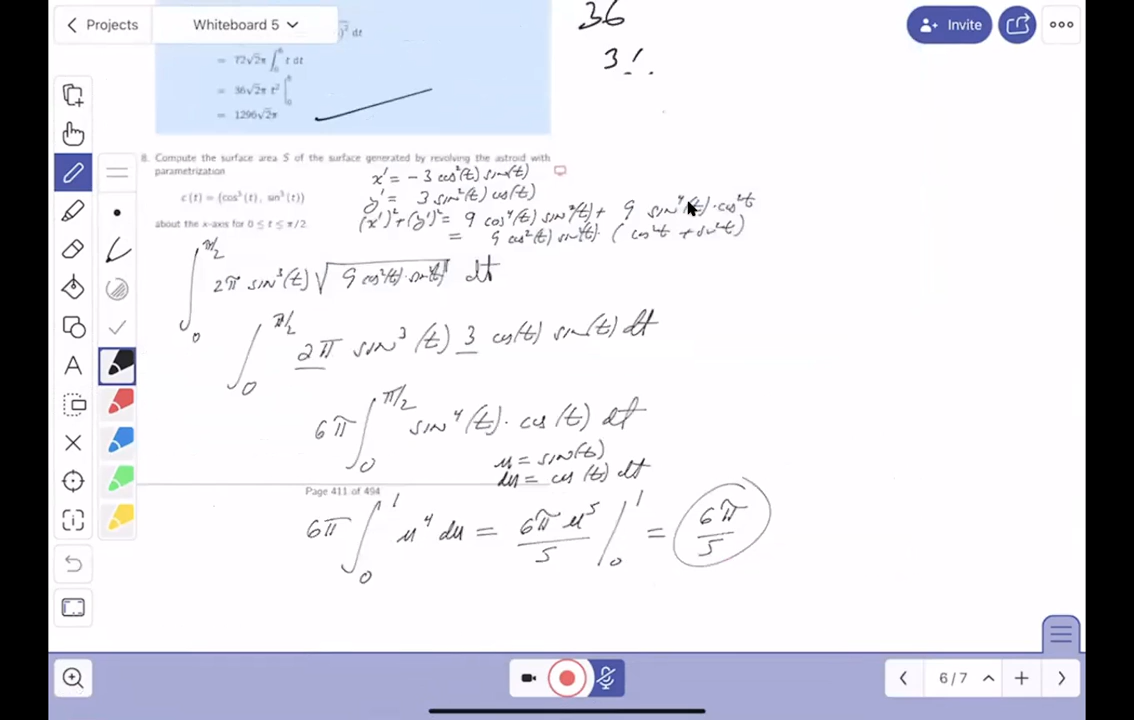 Projects
Whiteboard 5
Invite
36
3!
)² dt
= 72√2π ∫ t dt
= 36√2π t² |
= 1296√2π
8. Compute the surface area S of the surface generated by revolving the astroid with
parametrization
c(t) = (cos³(t), sin³(t))
about the x-axis for 0 ≤ t ≤ π/2.
x' = -3 cos²(t) sin(t)
y' = 3 sin²(t) cos(t)
(x')² + (y')² = 9 cos⁴(t) sin²(t) + 9 sin⁴(t)·cos²t
= 9 cos²(t) sin²(t)· (cos²t + sin²t)
∫₀^{π/2} 2π sin³(t) √(9 cos²(t)·sin²(t)) dt
∫₀^{π/2} 2π sin³(t) 3 cos(t) sin(t) dt
6π ∫₀^{π/2} sin⁴(t)· cos(t) dt
u = sin(t)
du = cos(t) dt
Page 411 of 494
6π ∫₀¹ u⁴ du = 6π u⁵/5 |₀¹ = 6π/5
6/7